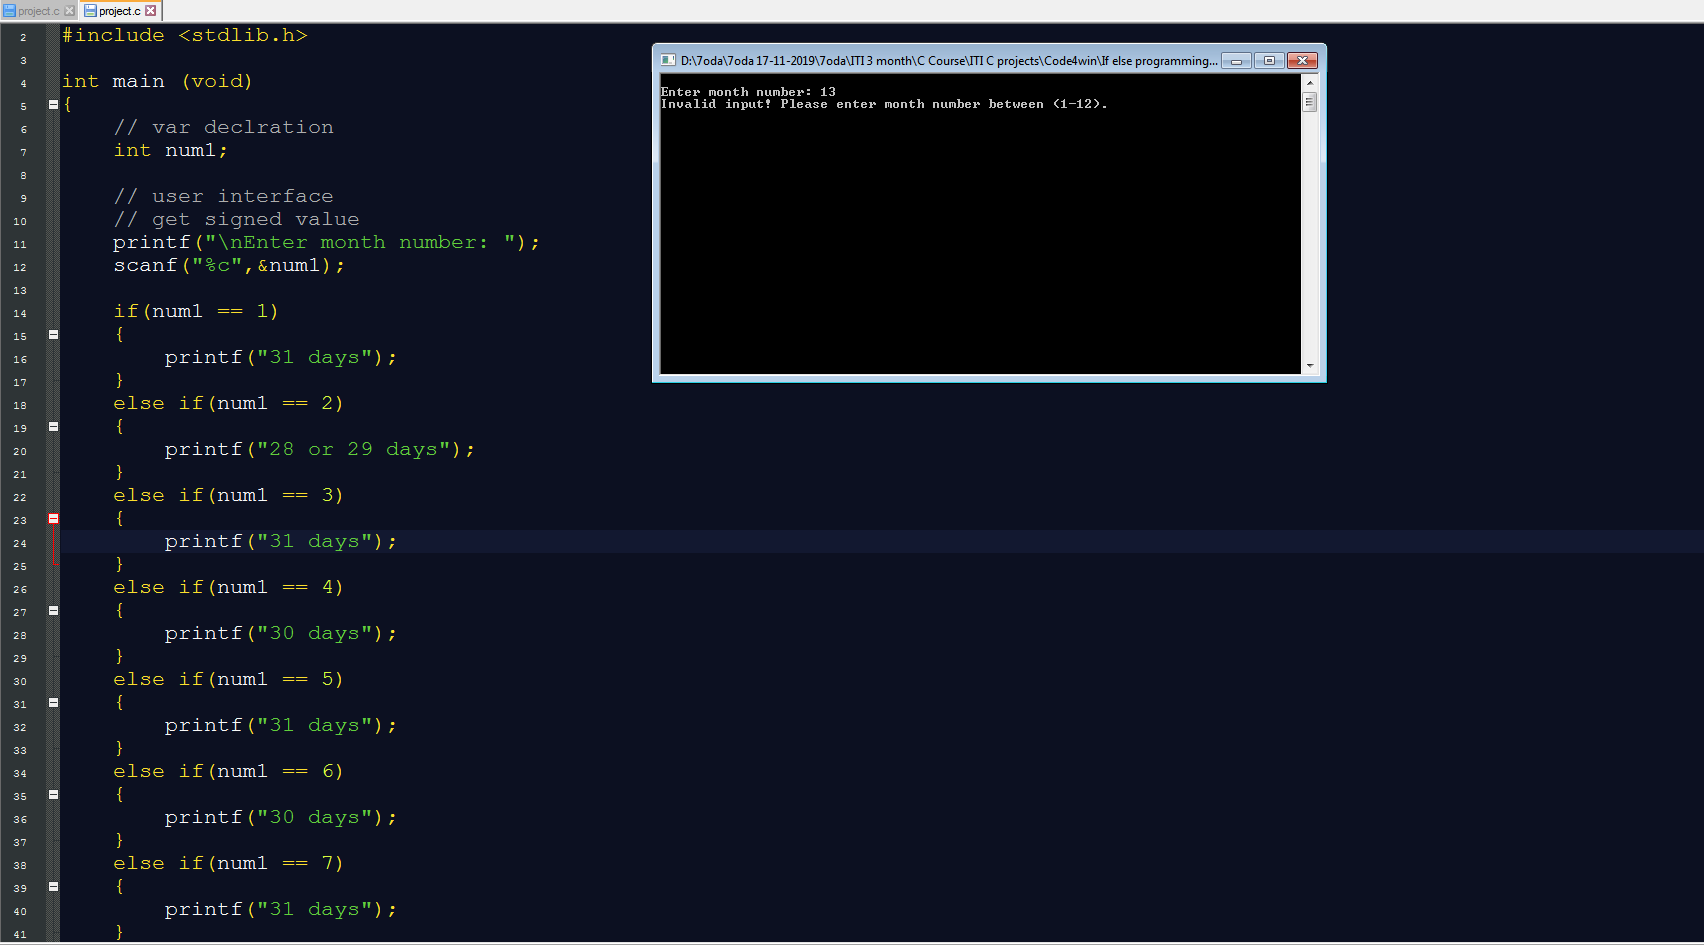 project.c project.c
2 #include <stdlib.h>
3
4 int main (void)
5 {
6 // var declration
7 int num1;
8
9 // user interface
10 // get signed value
11 printf("\nEnter month number: ");
12 scanf("%c",&num1);
13
14 if(num1 == 1)
15 {
16 printf("31 days");
17 }
18 else if(num1 == 2)
19 {
20 printf("28 or 29 days");
21 }
22 else if(num1 == 3)
23 {
24 printf("31 days");
25 }
26 else if(num1 == 4)
27 {
28 printf("30 days");
29 }
30 else if(num1 == 5)
31 {
32 printf("31 days");
33 }
34 else if(num1 == 6)
35 {
36 printf("30 days");
37 }
38 else if(num1 == 7)
39 {
40 printf("31 days");
41 }
D:\7oda\7oda 17-11-2019\7oda\ITI 3 month\C Course\ITI C projects\Code4win\If else programming...
Enter month number: 13
Invalid input! Please enter month number between (1-12).